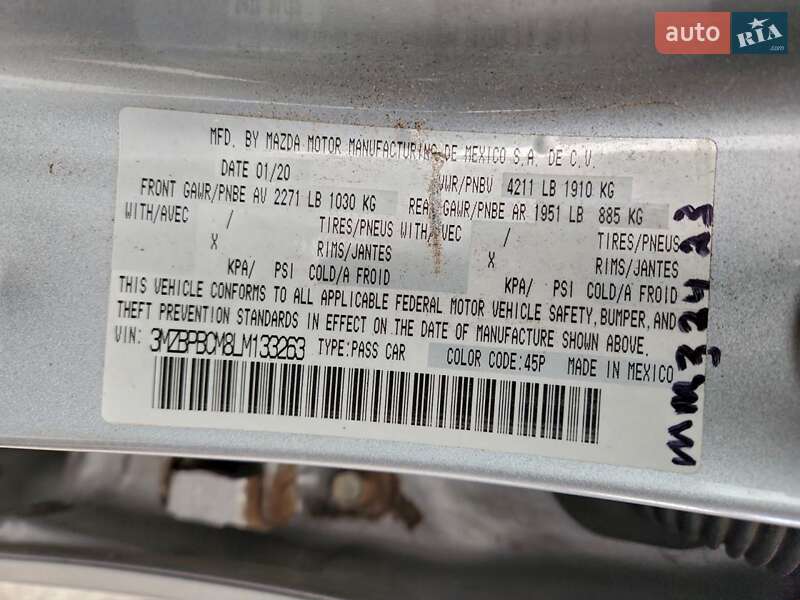 auto RIA.com
MFD. BY MAZDA MOTOR MANUFACTURING DE MEXICO S.A. DE C.V.
DATE 01/20 VWR/PNBV 4211 LB 1910 KG
FRONT GAWR/PNBE AV 2271 LB 1030 KG REAR GAWR/PNBE AR 1951 LB 885 KG
WITH/AVEC / TIRES/PNEUS WITH/AVEC / TIRES/PNEUS
X RIMS/JANTES X RIMS/JANTES
KPA/ PSI COLD/A FROID KPA/ PSI COLD/A FROID
THIS VEHICLE CONFORMS TO ALL APPLICABLE FEDERAL MOTOR VEHICLE SAFETY, BUMPER, AND
THEFT PREVENTION STANDARDS IN EFFECT ON THE DATE OF MANUFACTURE SHOWN ABOVE.
VIN: 3MZBPBCM8LM133263 TYPE:PASS CAR COLOR CODE:45P MADE IN MEXICO